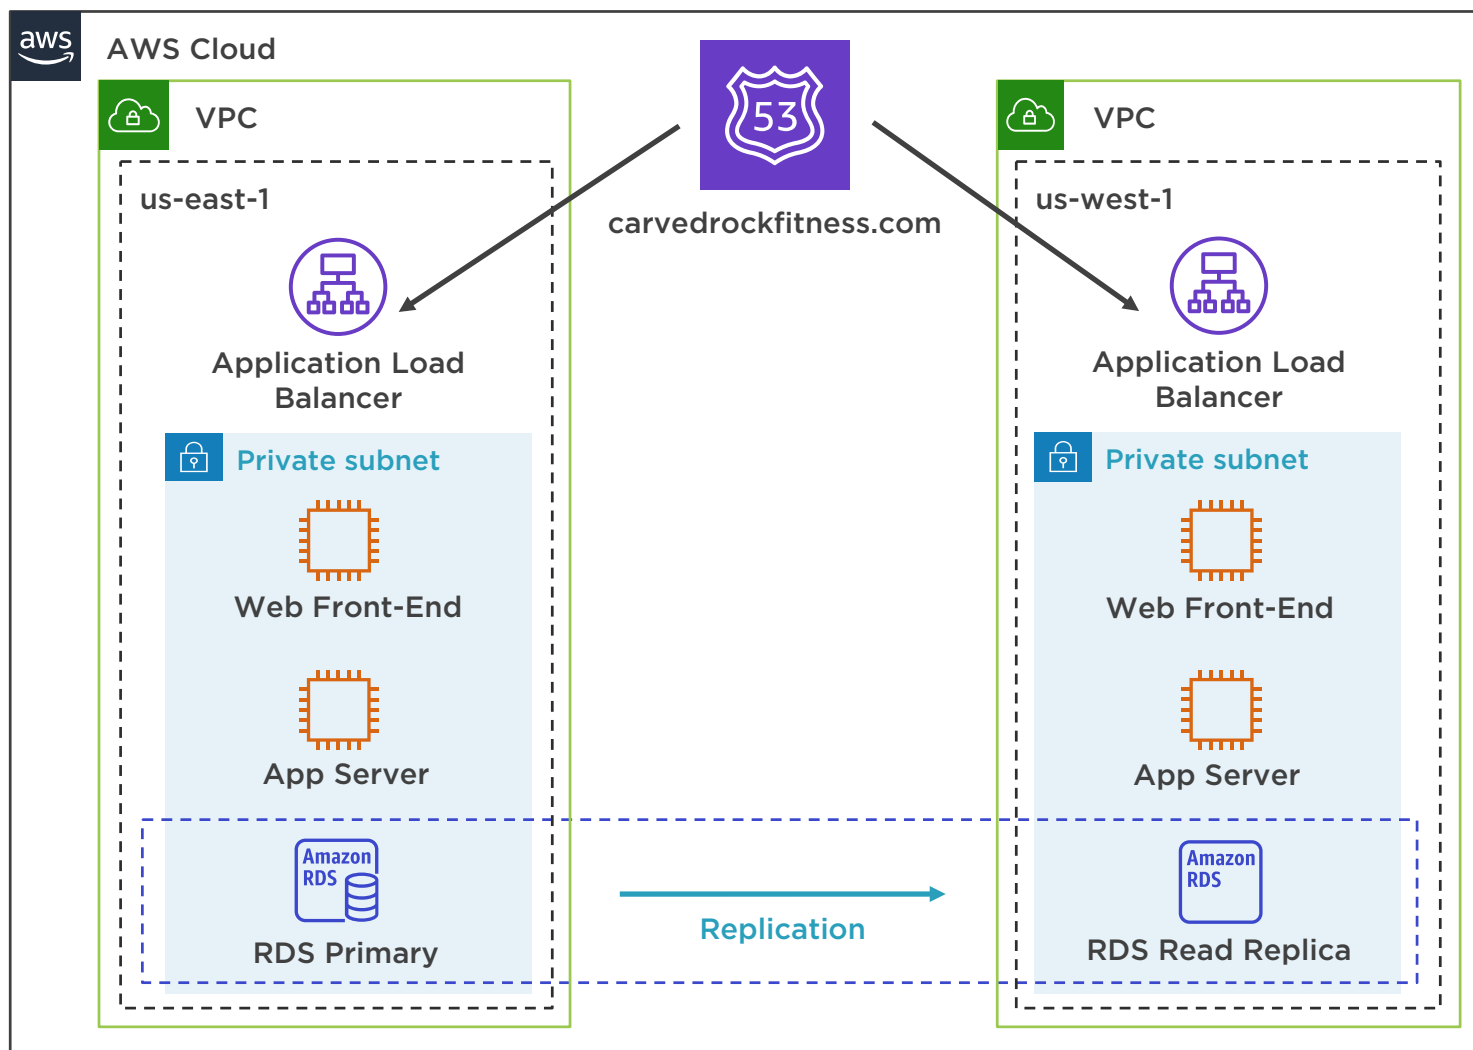 aws
AWS Cloud
VPC
us-east-1
Application Load
Balancer
Private subnet
Web Front-End
App Server
Amazon
RDS
RDS Primary
53
carvedrockfitness.com
Replication
VPC
us-west-1
Application Load
Balancer
Private subnet
Web Front-End
App Server
Amazon
RDS
RDS Read Replica